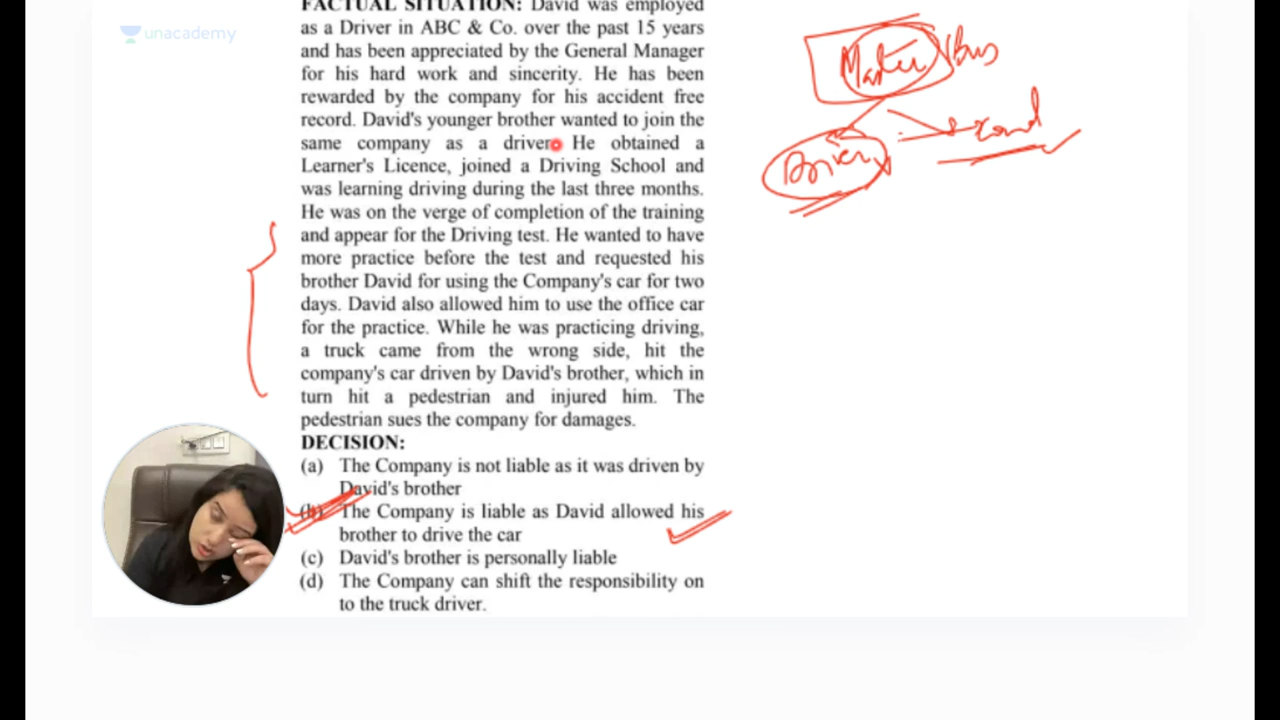 unacademy
FACTUAL SITUATION: David was employed
as a Driver in ABC & Co. over the past 15 years
and has been appreciated by the General Manager
for his hard work and sincerity. He has been
rewarded by the company for his accident free
record. David's younger brother wanted to join the
same company as a driver. He obtained a
Learner's Licence, joined a Driving School and
was learning driving during the last three months.
He was on the verge of completion of the training
and appear for the Driving test. He wanted to have
more practice before the test and requested his
brother David for using the Company's car for two
days. David also allowed him to use the office car
for the practice. While he was practicing driving,
a truck came from the wrong side, hit the
company's car driven by David's brother, which in
turn hit a pedestrian and injured him. The
pedestrian sues the company for damages.
DECISION:
(a) The Company is not liable as it was driven by
David's brother
(b) The Company is liable as David allowed his
brother to drive the car
(c) David's brother is personally liable
(d) The Company can shift the responsibility on
to the truck driver.
Master Bus
Driver